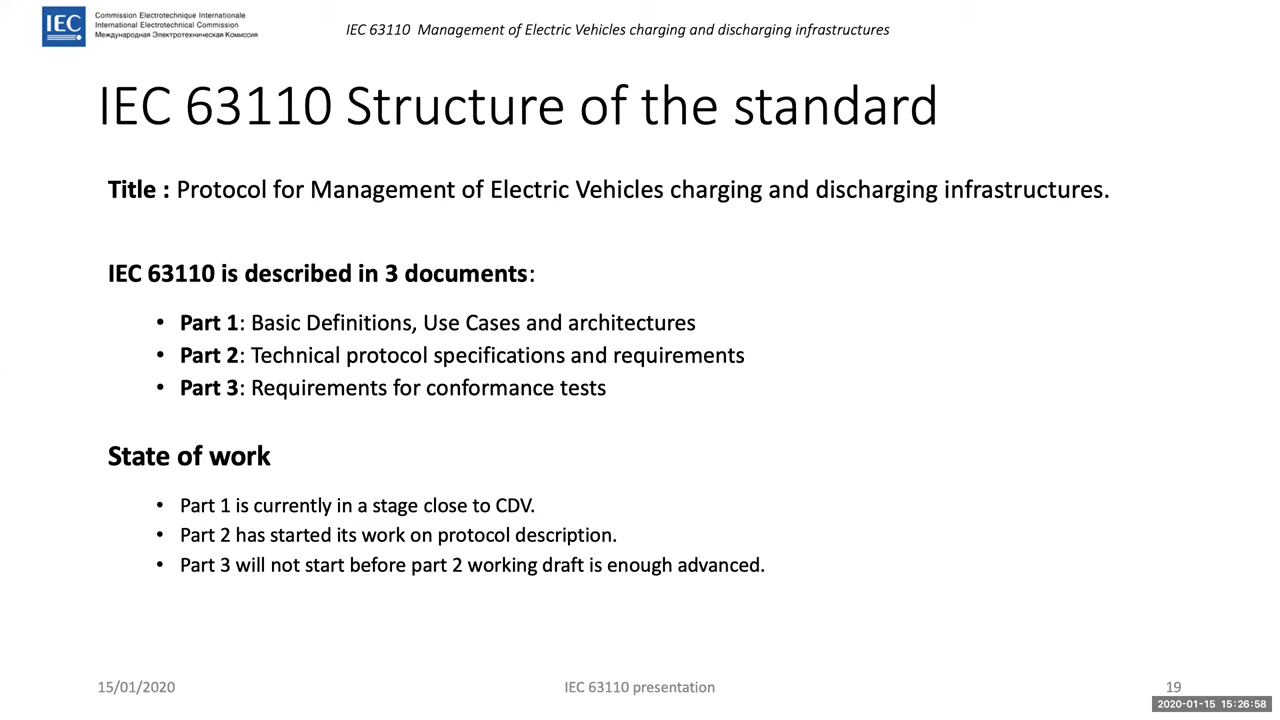 IEC
Commission Electrotechnique Internationale
International Electrotechnical Commission
Международная Электротехническая Комиссия
IEC 63110 Management of Electric Vehicles charging and discharging infrastructures
IEC 63110 Structure of the standard
Title : Protocol for Management of Electric Vehicles charging and discharging infrastructures.
IEC 63110 is described in 3 documents:
• Part 1: Basic Definitions, Use Cases and architectures
• Part 2: Technical protocol specifications and requirements
• Part 3: Requirements for conformance tests
State of work
• Part 1 is currently in a stage close to CDV.
• Part 2 has started its work on protocol description.
• Part 3 will not start before part 2 working draft is enough advanced.
15/01/2020 IEC 63110 presentation 19
2020-01-15 15:26:58